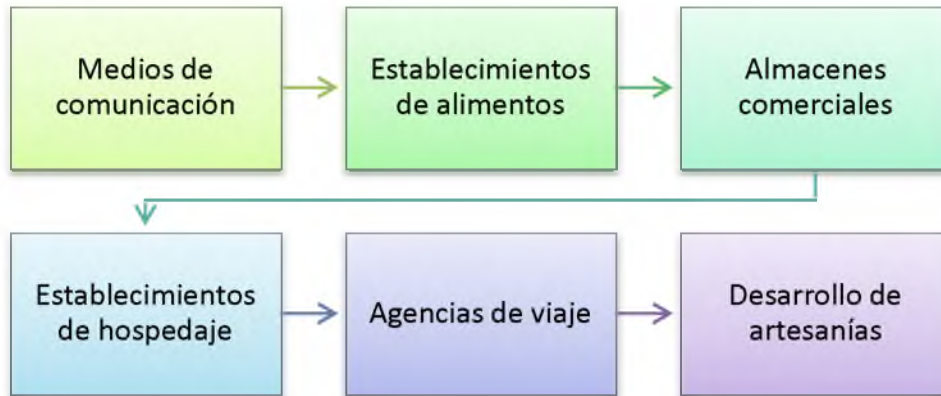 Medios de
comunicación
Establecimientos
de alimentos
Almacenes
comerciales
Establecimientos
de hospedaje
Agencias de viaje
Desarrollo de
artesanías